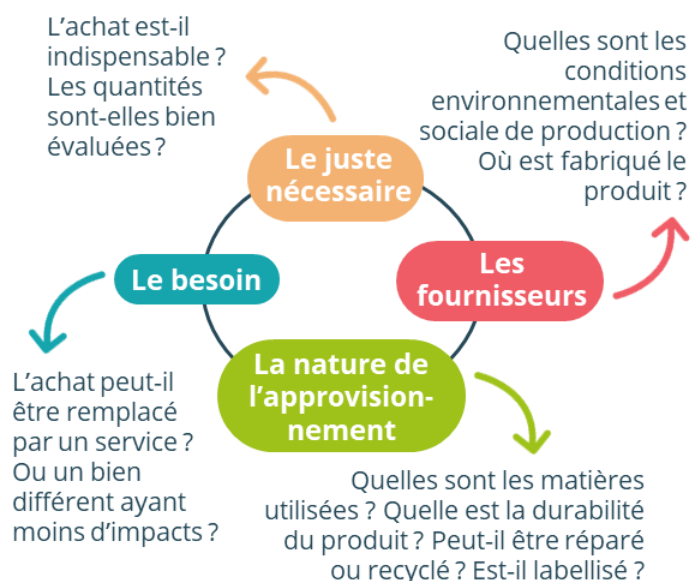 L'achat est-il
indispensable ?
Les quantités
sont-elles bien
évaluées ?
Quelles sont les
conditions
environnementales et
sociale de production ?
Où est fabriqué le
produit ?
Le juste
nécessaire
Le besoin
Les
fournisseurs
La nature de
l'approvision-
nement
L'achat peut-il
être remplacé
par un service ?
Ou un bien
différent ayant
moins d'impacts ?
Quelles sont les matières
utilisées ? Quelle est la durabilité
du produit ? Peut-il être réparé
ou recyclé ? Est-il labellisé ?